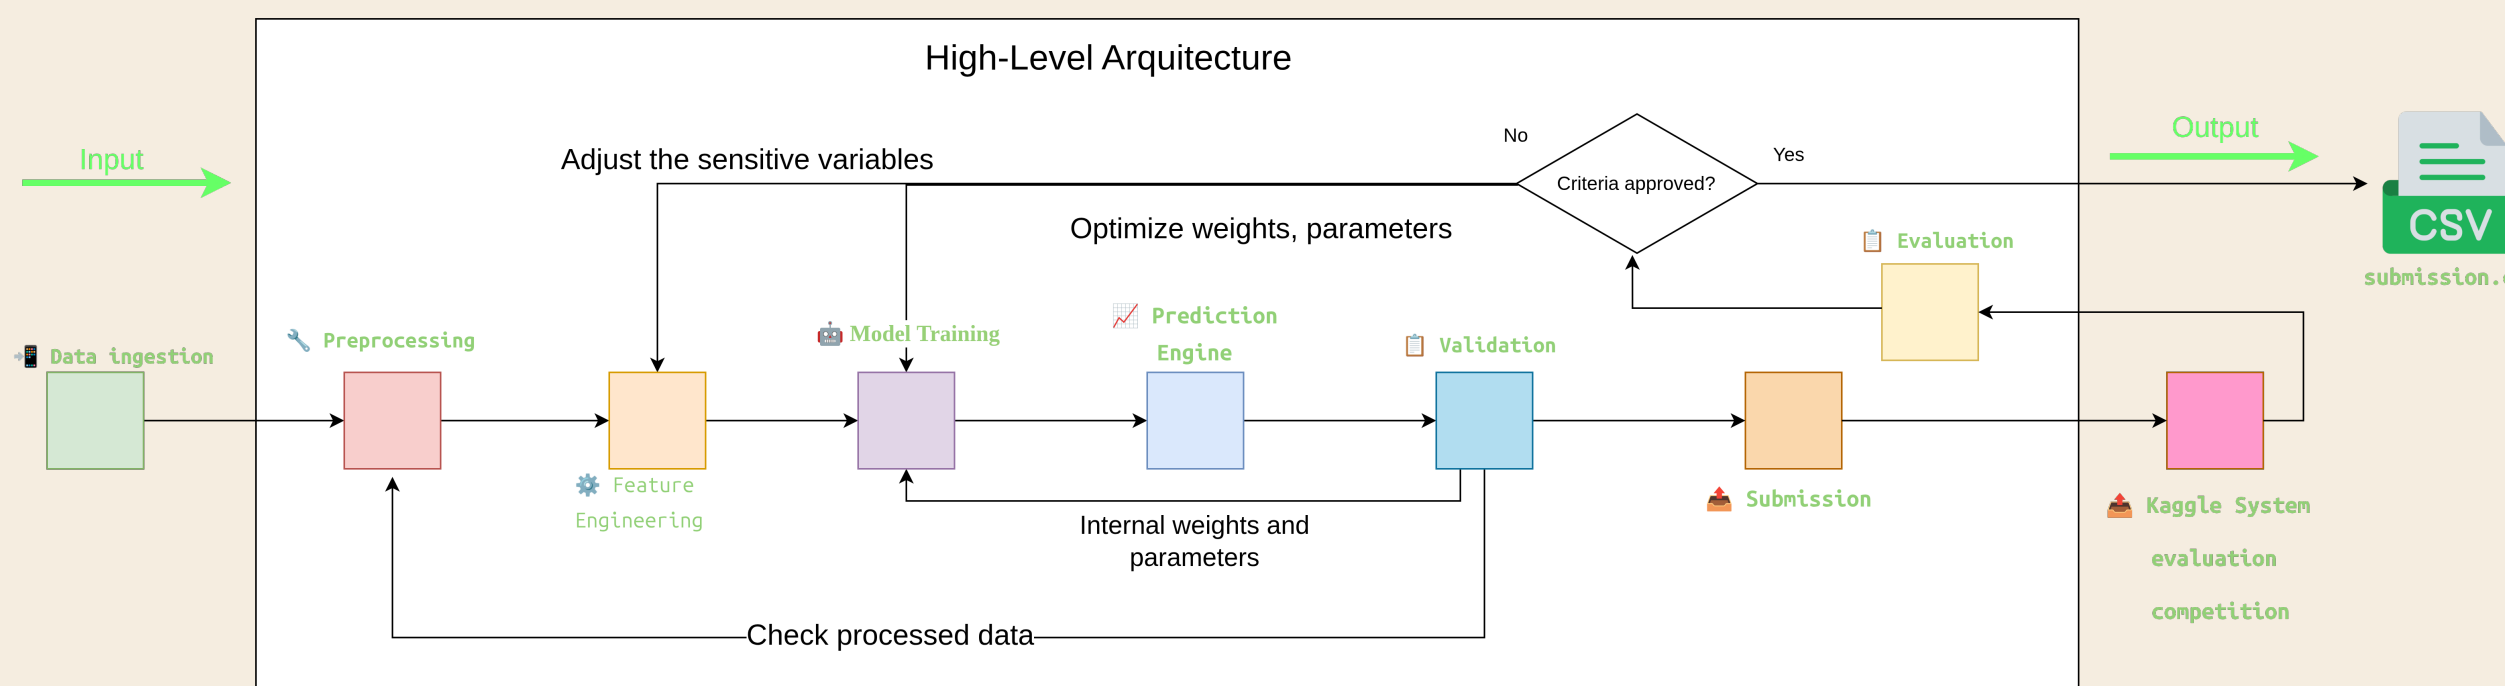 High-Level Arquitecture
Input
Output
No
Yes
Adjust the sensitive variables
Criteria approved?
Optimize weights, parameters
CSV
Evaluation
Prediction
Engine
Preprocessing
Model Training
Validation
Data ingestion
Feature
Engineering
Submission
Kaggle System
evaluation
competition
Internal weights and
parameters
Check processed data